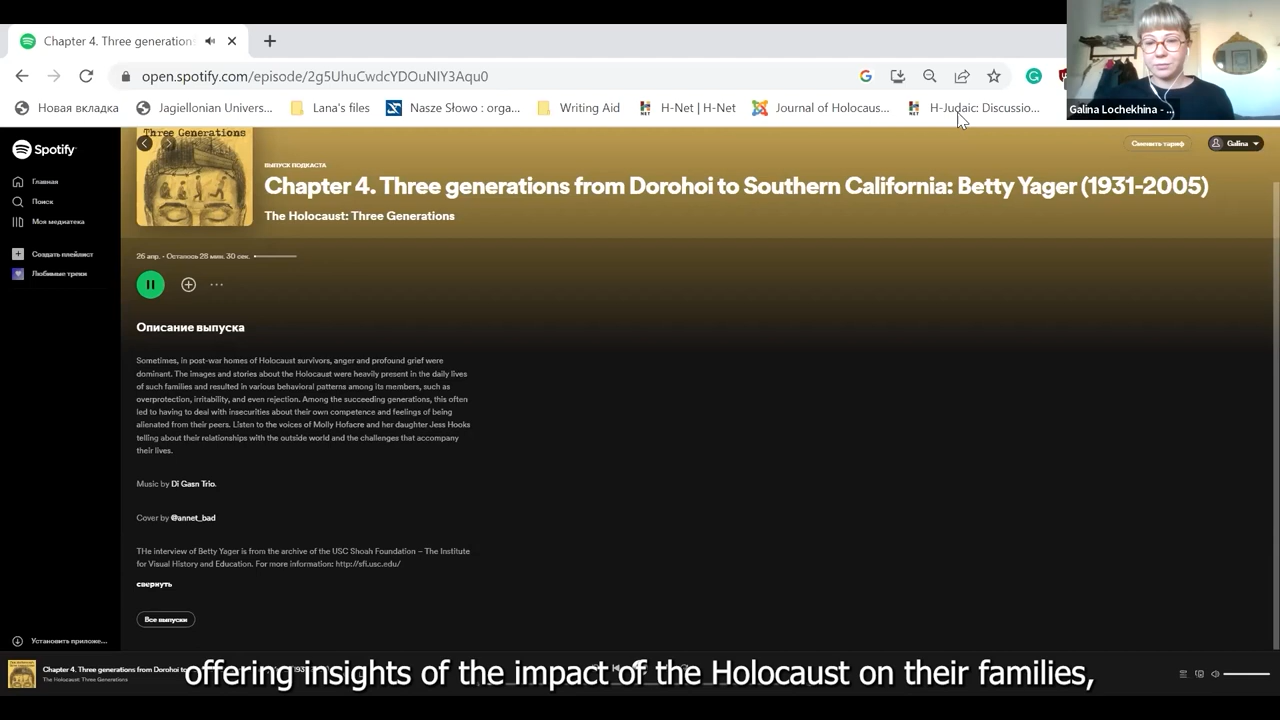 Chapter 4. Three generations
open.spotify.com/episode/2g5UhuCwdcYDOuNIY3Aqu0
Новая вкладка
Jagiellonian Univers...
Lana's files
Nasze Słowo : orga...
Writing Aid
H-Net | H-Net
Journal of Holocaus...
H-Judaic: Discussio...
Galina Lochekhina - ...
Spotify
Главная
Поиск
Моя медиатека
Создать плейлист
Любимые треки
Установить приложе...
Three Generations
Сменить тариф
Galina
ВЫПУСК ПОДКАСТА
Chapter 4. Three generations from Dorohoi to Southern California: Betty Yager (1931-2005)
The Holocaust: Three Generations
26 апр. · Осталось 28 мин. 30 сек.
Описание выпуска
Sometimes, in post-war homes of Holocaust survivors, anger and profound grief were
dominant. The images and stories about the Holocaust were heavily present in the daily lives
of such families and resulted in various behavioral patterns among its members, such as
overprotection, irritability, and even rejection. Among the succeeding generations, this often
led to having to deal with insecurities about their own competence and feelings of being
alienated from their peers. Listen to the voices of Molly Hofacre and her daughter Jess Hooks
telling about their relationships with the outside world and the challenges that accompany
their lives.
Music by Di Gasn Trio.
Cover by @annet_bad
THe interview of Betty Yager is from the archive of the USC Shoah Foundation – The Institute
for Visual History and Education. For more information: http://sfi.usc.edu/
свернуть
Все выпуски
Chapter 4. Three generations from Dorohoi to
The Holocaust: Three Generations
offering insights of the impact of the Holocaust on their families,